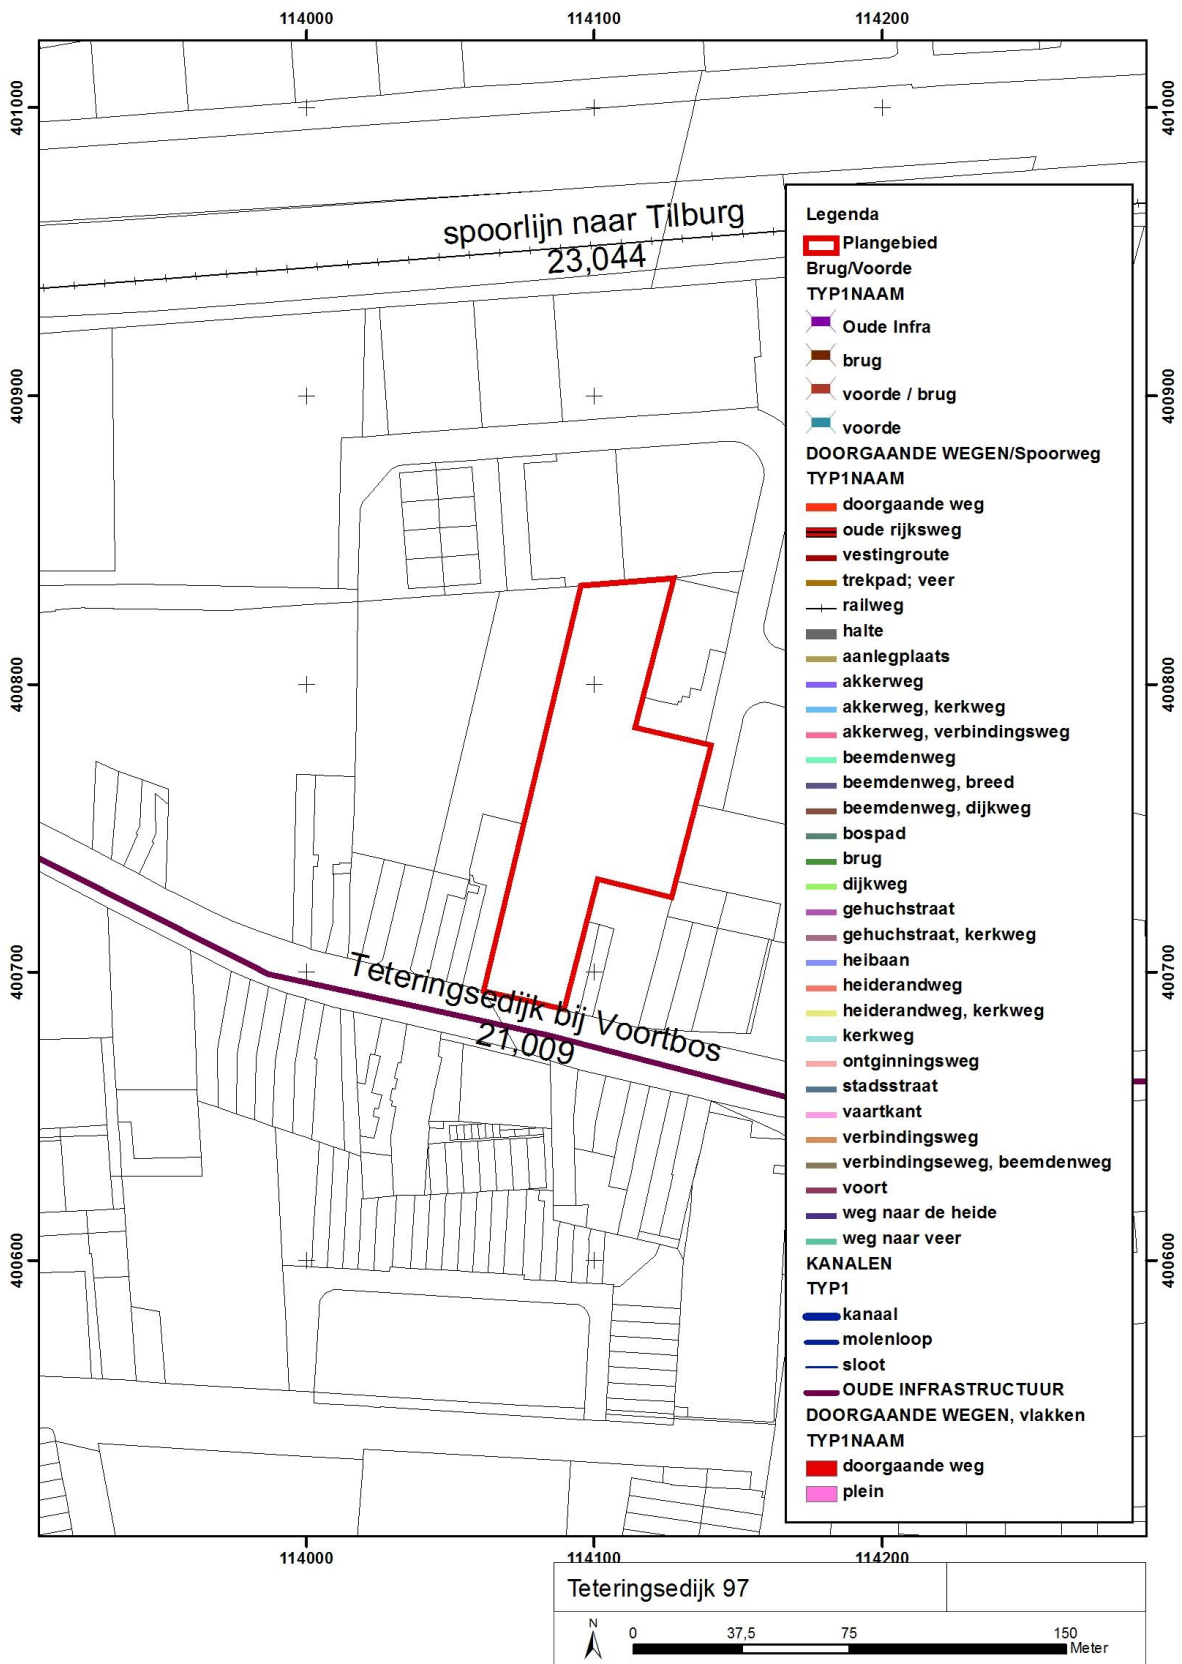 114000 114100 114200
401000 401000
spoorlijn naar Tilburg
23,044
Legenda
Plangebied
Brug/Voorde
TYP1NAAM
Oude Infra
brug
voorde / brug
voorde
DOORGAANDE WEGEN/Spoorweg
TYP1NAAM
doorgaande weg
oude rijksweg
vestingroute
trekpad; veer
railweg
halte
aanlegplaats
akkerweg
akkerweg, kerkweg
akkerweg, verbindingsweg
beemdenweg
beemdenweg, breed
beemdenweg, dijkweg
bospad
brug
dijkweg
gehuchstraat
gehuchstraat, kerkweg
heibaan
heiderandweg
heiderandweg, kerkweg
kerkweg
ontginningsweg
stadsstraat
vaartkant
verbindingsweg
verbindingseweg, beemdenweg
voort
weg naar de heide
weg naar veer
KANALEN
TYP1
kanaal
molenloop
sloot
OUDE INFRASTRUCTUUR
DOORGAANDE WEGEN, vlakken
TYP1NAAM
doorgaande weg
plein
400900 400900
400800 400800
400700 400700
Teteringsedijk bij Voortbos
21,009
400600 400600
114000 114100 114200
Teteringsedijk 97
N
0 37,5 75 150
Meter